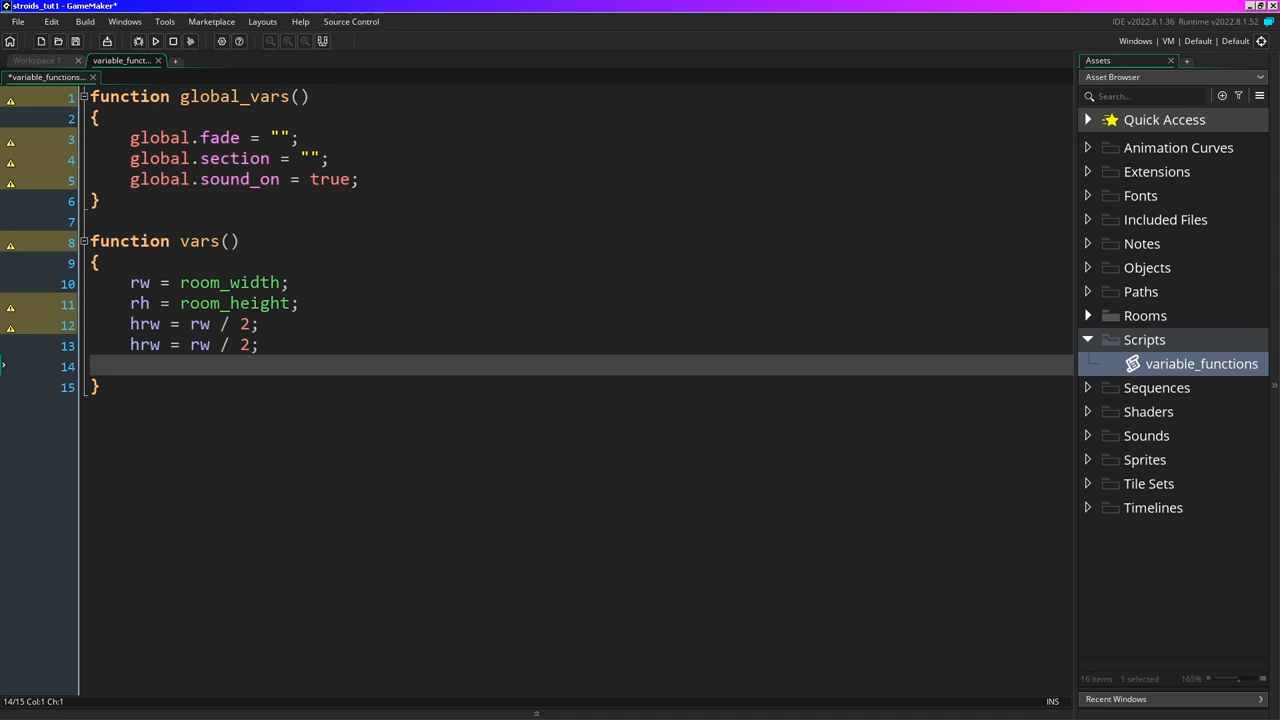 stroids_tut1 - GameMaker*
File Edit Build Windows Tools Marketplace Layouts Help Source Control
IDE v2022.8.1.36 Runtime v2022.8.1.52
Windows | VM | Default | Default
Workspace 1
variable_funct...
*variable_functions...
1 function global_vars()
2 {
3 global.fade = "";
4 global.section = "";
5 global.sound_on = true;
6 }
7
8 function vars()
9 {
10 rw = room_width;
11 rh = room_height;
12 hrw = rw / 2;
13 hrw = rw / 2;
14
15 }
14/15 Col:1 Ch:1
INS
Assets
Asset Browser
Search...
Quick Access
Animation Curves
Extensions
Fonts
Included Files
Notes
Objects
Paths
Rooms
Scripts
variable_functions
Sequences
Shaders
Sounds
Sprites
Tile Sets
Timelines
16 items 1 selected 165%
Recent Windows